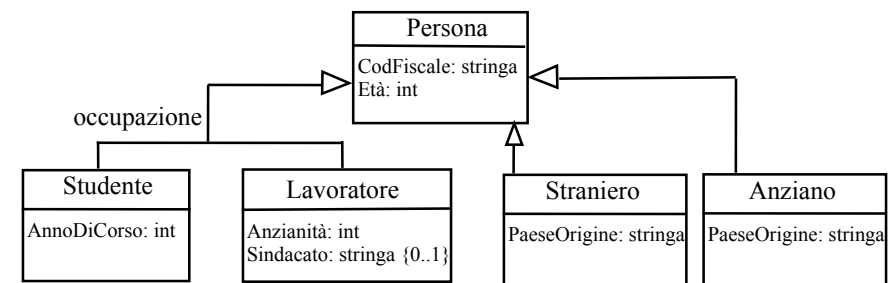 Persona
CodFiscale: stringa
Età: int
occupazione
Studente
AnnoDiCorso: int
Lavoratore
Anzianità: int
Sindacato: stringa {0..1}
Straniero
PaeseOrigine: stringa
Anziano
PaeseOrigine: stringa